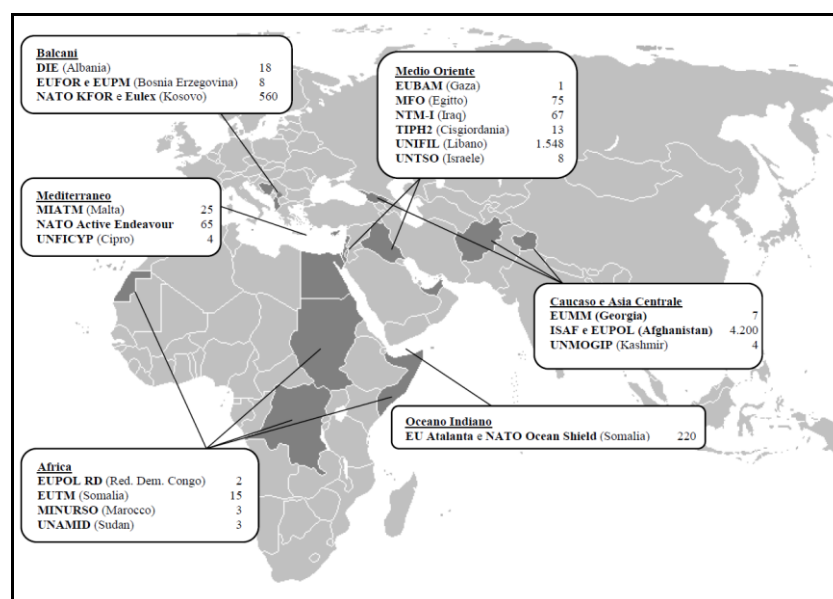 Balcani
DIE (Albania) 18
EUFOR e EUPM (Bosnia Erzegovina) 8
NATO KFOR e Eulex (Kosovo) 560
Medio Oriente
EUBAM (Gaza) 1
MFO (Egitto) 75
NTM-I (Iraq) 67
TIPH2 (Cisgiordania) 13
UNIFIL (Libano) 1.548
UNTSO (Israele) 8
Mediterraneo
MIATM (Malta) 25
NATO Active Endeavour 65
UNFICYP (Cipro) 4
Caucaso e Asia Centrale
EUMM (Georgia) 7
ISAF e EUPOL (Afghanistan) 4.200
UNMOGIP (Kashmir) 4
Oceano Indiano
EU Atalanta e NATO Ocean Shield (Somalia) 220
Africa
EUPOL RD (Red. Dem. Congo) 2
EUTM (Somalia) 15
MINURSO (Marocco) 3
UNAMID (Sudan) 3